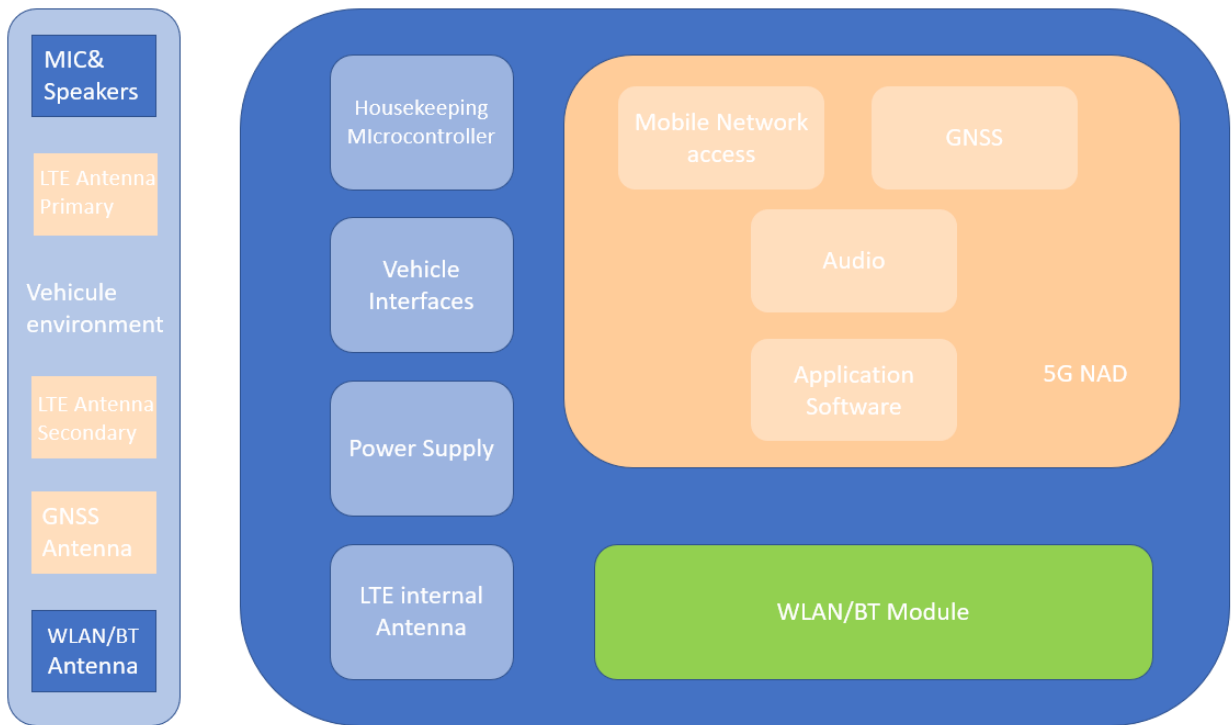 MIC&
Speakers
LTE Antenna
Primary
Vehicule
environment
LTE Antenna
Secondary
GNSS
Antenna
WLAN/BT
Antenna
Housekeeping
MIcrocontroller
Vehicle
Interfaces
Power Supply
LTE internal
Antenna
Mobile Network
access
GNSS
Audio
Application
Software
5G NAD
WLAN/BT Module